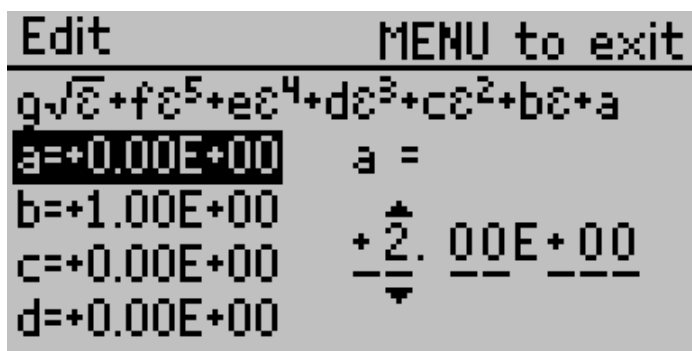 Edit MENU to exit
g√ε+fε⁵+eε⁴+dε³+cε²+bε+a
a=+0.00E+00 a =
b=+1.00E+00
+2.00E+00
c=+0.00E+00
d=+0.00E+00